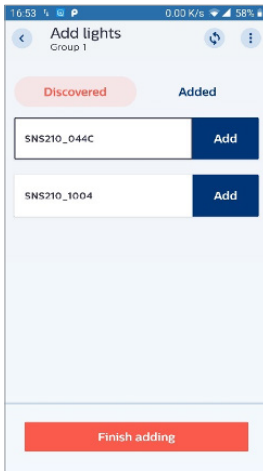 16:53 0.00 K/s 58%
Add lights
Group 1
Discovered Added
SNS210_044C Add
SNS210_1004 Add
Finish adding